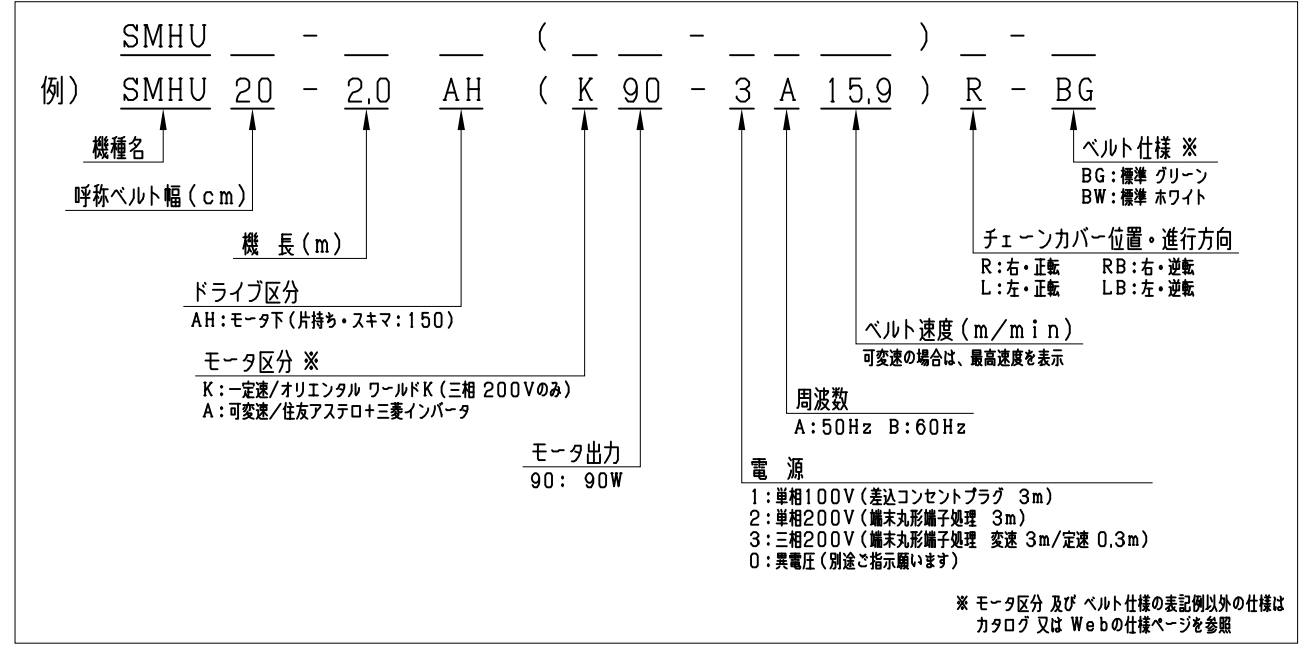 SMHU － （ － ） －
例） SMHU 20 － 2.0 AH （ K 90 － 3 A 15.9 ） R － BG
機種名
ベルト仕様 ※
BG：標準 グリーン
BW：標準 ホワイト
呼称ベルト幅（cm）
機 長（m）
チェーンカバー位置・進行方向
R：右・正転 RB：右・逆転
L：左・正転 LB：左・逆転
ドライブ区分
AH：モータ下（片持ち・スキマ：150）
ベルト速度（m／min）
可変速の場合は、最高速度を表示
モータ区分 ※
K：一定速/オリエンタル ワールドK（三相 200Vのみ）
A：可変速／住友アステロ+三菱インバータ
周波数
A：50Hz B：60Hz
モータ出力
90： 90W
電 源
1：単相100V（差込コンセントプラグ 3m）
2：単相200V（端末丸形端子処理 3m）
3：三相200V（端末丸形端子処理 変速 3m/定速 0.3m）
0：異電圧（別途ご指示願います）
※ モータ区分 及び ベルト仕様の表記例以外の仕様は
カタログ 又は Webの仕様ページを参照